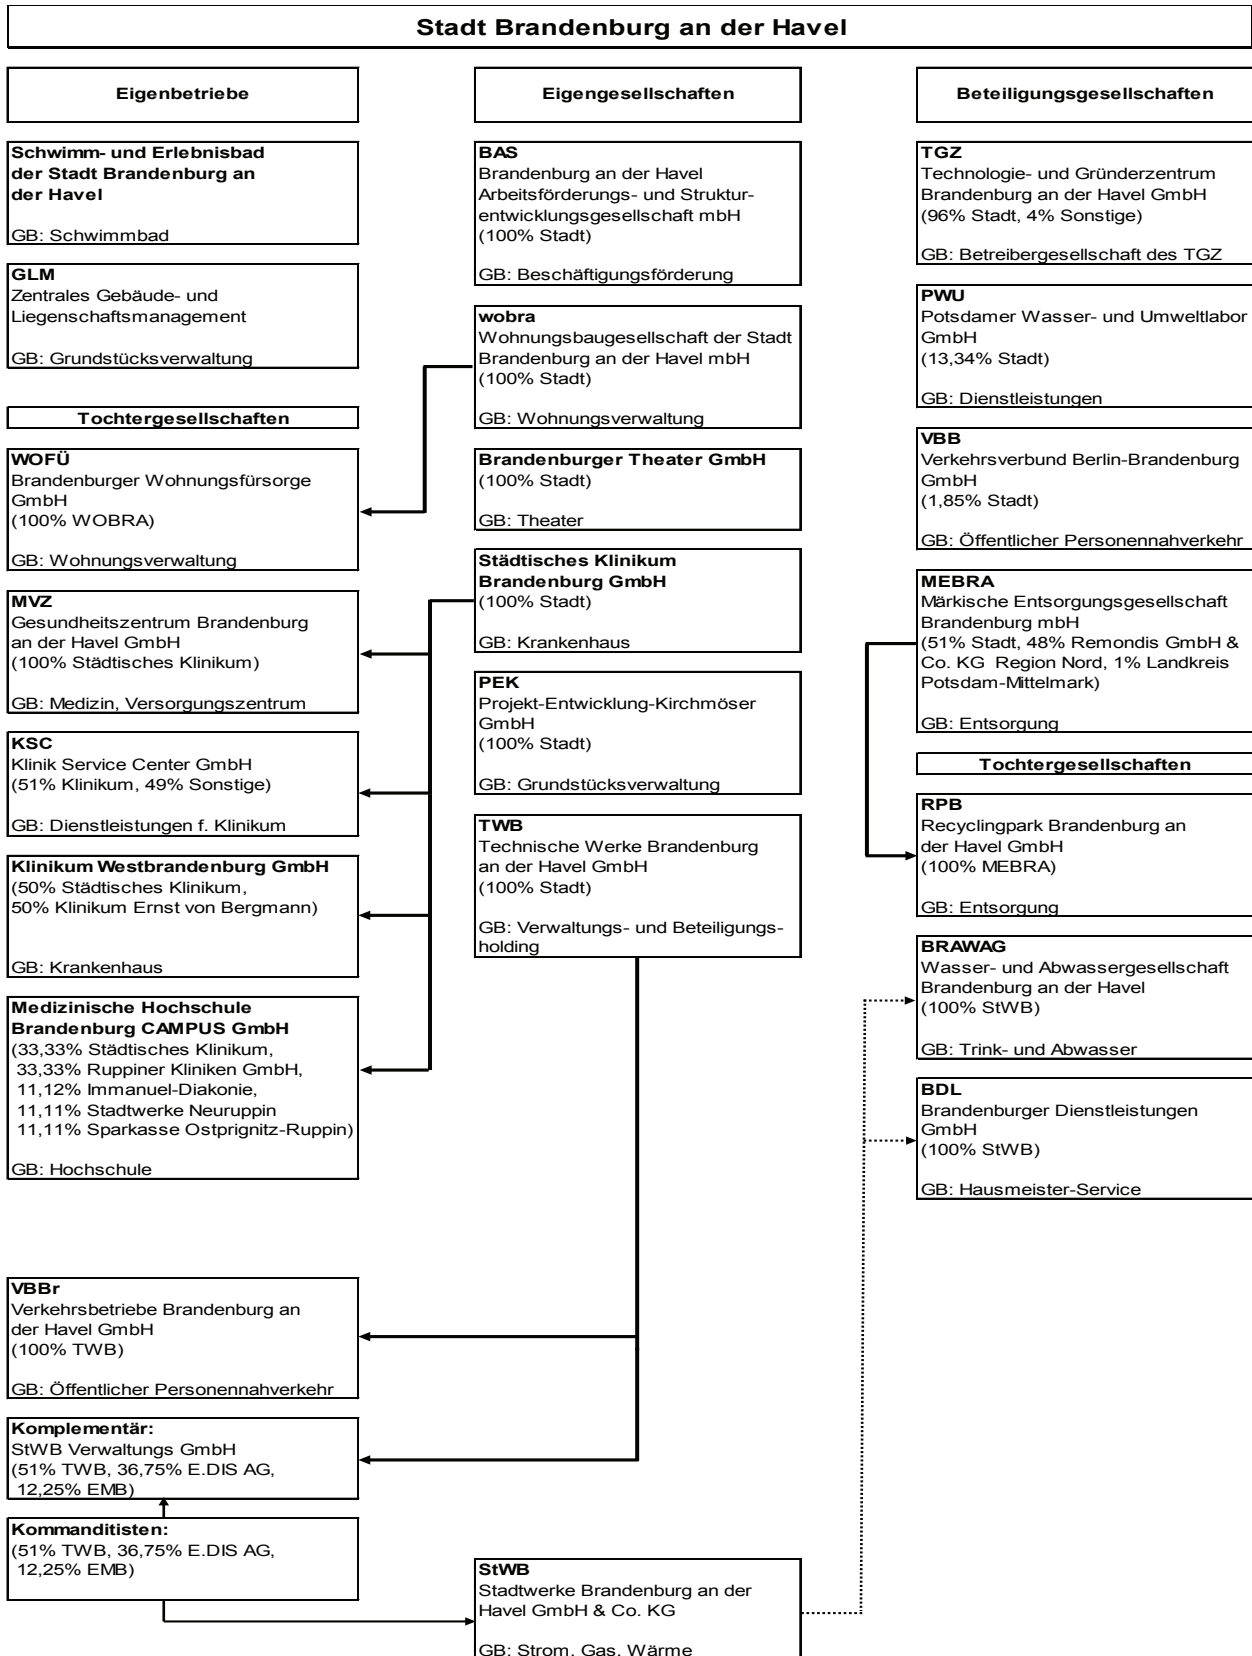 Stadt Brandenburg an der Havel
Eigenbetriebe
Schwimm- und Erlebnisbad
der Stadt Brandenburg an
der Havel
GB: Schwimmbad
GLM
Zentrales Gebäude- und
Liegenschaftsmanagement
GB: Grundstücksverwaltung
Tochtergesellschaften
WOFÜ
Brandenburger Wohnungsfürsorge
GmbH
(100% WOBRA)
GB: Wohnungsverwaltung
MVZ
Gesundheitszentrum Brandenburg
an der Havel GmbH
(100% Städtisches Klinikum)
GB: Medizin, Versorgungszentrum
KSC
Klinik Service Center GmbH
(51% Klinikum, 49% Sonstige)
GB: Dienstleistungen f. Klinikum
Klinikum Westbrandenburg GmbH
(50% Städtisches Klinikum,
50% Klinikum Ernst von Bergmann)
GB: Krankenhaus
Medizinische Hochschule
Brandenburg CAMPUS GmbH
(33,33% Städtisches Klinikum,
33,33% Ruppiner Kliniken GmbH,
11,12% Immanuel-Diakonie,
11,11% Stadtwerke Neuruppin
11,11% Sparkasse Ostprignitz-Ruppin)
GB: Hochschule
VBBr
Verkehrsbetriebe Brandenburg an
der Havel GmbH
(100% TWB)
GB: Öffentlicher Personennahverkehr
Komplementär:
StWB Verwaltungs GmbH
(51% TWB, 36,75% E.DIS AG,
12,25% EMB)
Kommanditisten:
(51% TWB, 36,75% E.DIS AG,
12,25% EMB)
Eigengesellschaften
BAS
Brandenburg an der Havel
Arbeitsförderungs- und Struktur-
entwicklungsgesellschaft mbH
(100% Stadt)
GB: Beschäftigungsförderung
wobra
Wohnungsbaugesellschaft der Stadt
Brandenburg an der Havel mbH
(100% Stadt)
GB: Wohnungsverwaltung
Brandenburger Theater GmbH
(100% Stadt)
GB: Theater
Städtisches Klinikum
Brandenburg GmbH
(100% Stadt)
GB: Krankenhaus
PEK
Projekt-Entwicklung-Kirchmöser
GmbH
(100% Stadt)
GB: Grundstücksverwaltung
TWB
Technische Werke Brandenburg
an der Havel GmbH
(100% Stadt)
GB: Verwaltungs- und Beteiligungs-
holding
StWB
Stadtwerke Brandenburg an der
Havel GmbH & Co. KG
GB: Strom, Gas, Wärme
Beteiligungsgesellschaften
TGZ
Technologie- und Gründerzentrum
Brandenburg an der Havel GmbH
(96% Stadt, 4% Sonstige)
GB: Betreibergesellschaft des TGZ
PWU
Potsdamer Wasser- und Umweltlabor
GmbH
(13,34% Stadt)
GB: Dienstleistungen
VBB
Verkehrsverbund Berlin-Brandenburg
GmbH
(1,85% Stadt)
GB: Öffentlicher Personennahverkehr
MEBRA
Märkische Entsorgungsgesellschaft
Brandenburg mbH
(51% Stadt, 48% Remondis GmbH &
Co. KG Region Nord, 1% Landkreis
Potsdam-Mittelmark)
GB: Entsorgung
Tochtergesellschaften
RPB
Recyclingpark Brandenburg an
der Havel GmbH
(100% MEBRA)
GB: Entsorgung
BRAWAG
Wasser- und Abwassergesellschaft
Brandenburg an der Havel
(100% StWB)
GB: Trink- und Abwasser
BDL
Brandenburger Dienstleistungen
GmbH
(100% StWB)
GB: Hausmeister-Service